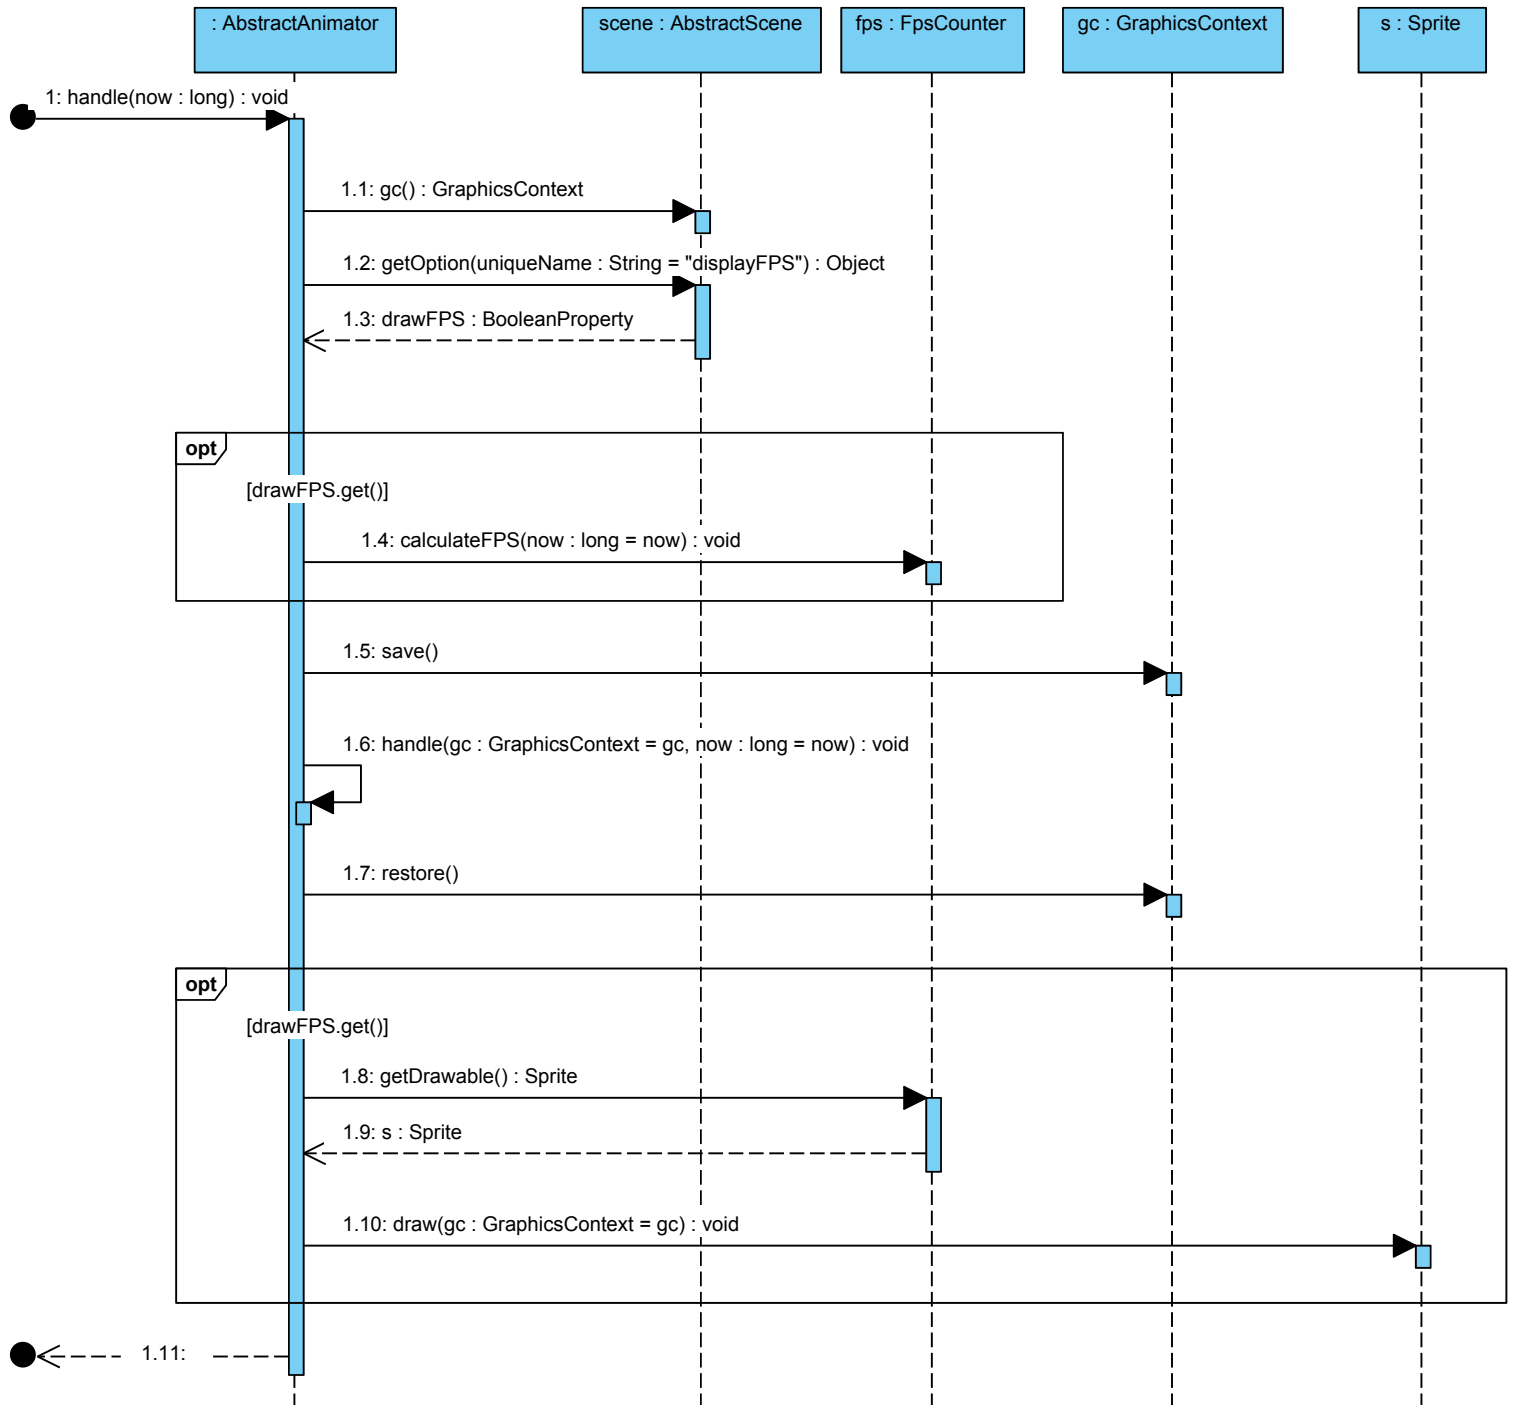 : AbstractAnimator
scene : AbstractScene
fps : FpsCounter
gc : GraphicsContext
s : Sprite
1: handle(now : long) : void
1.1: gc() : GraphicsContext
1.2: getOption(uniqueName : String = "displayFPS") : Object
1.3: drawFPS : BooleanProperty
opt
[drawFPS.get()]
1.4: calculateFPS(now : long = now) : void
1.5: save()
1.6: handle(gc : GraphicsContext = gc, now : long = now) : void
1.7: restore()
opt
[drawFPS.get()]
1.8: getDrawable() : Sprite
1.9: s : Sprite
1.10: draw(gc : GraphicsContext = gc) : void
1.11: